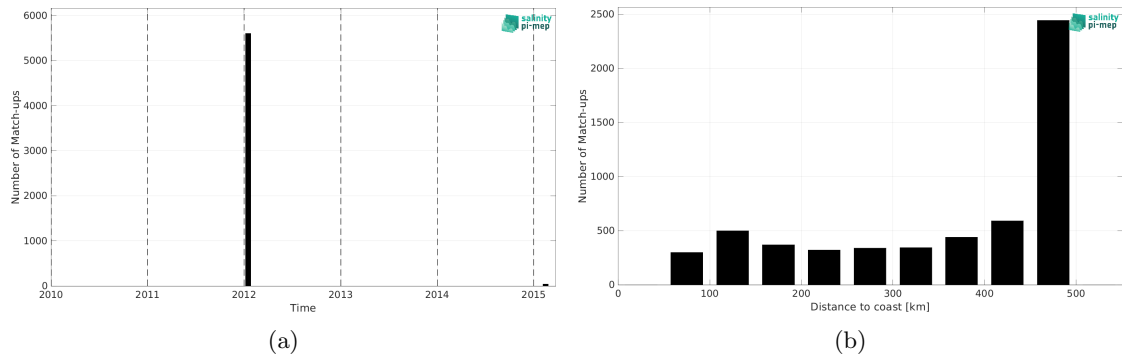 6000
5000
4000
3000
2000
1000
0
Number of Match-ups
2010 2011 2012 2013 2014 2015
Time
salinity
pi-mep
(a)
2500
2000
1500
1000
500
0
Number of Match-ups
0 100 200 300 400 500
Distance to coast [km]
salinity
pi-mep
(b)